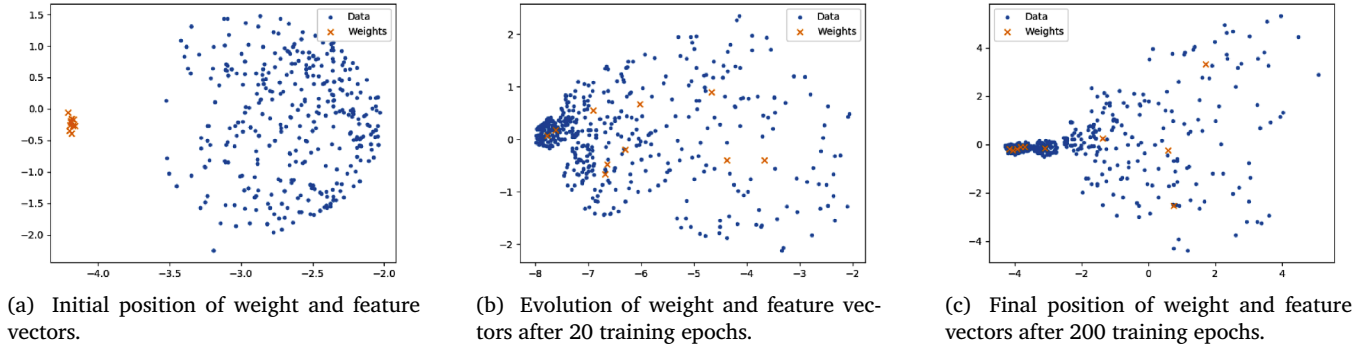 1.5
1.0
0.5
0.0
−0.5
−1.0
−1.5
−2.0
−4.0 −3.5 −3.0 −2.5 −2.0
Data
Weights
(a) Initial position of weight and feature
vectors.
2
1
0
−1
−2
−8 −7 −6 −5 −4 −3 −2
Data
Weights
(b) Evolution of weight and feature vec-
tors after 20 training epochs.
4
2
0
−2
−4
−4 −2 0 2 4
Data
Weights
(c) Final position of weight and feature
vectors after 200 training epochs.